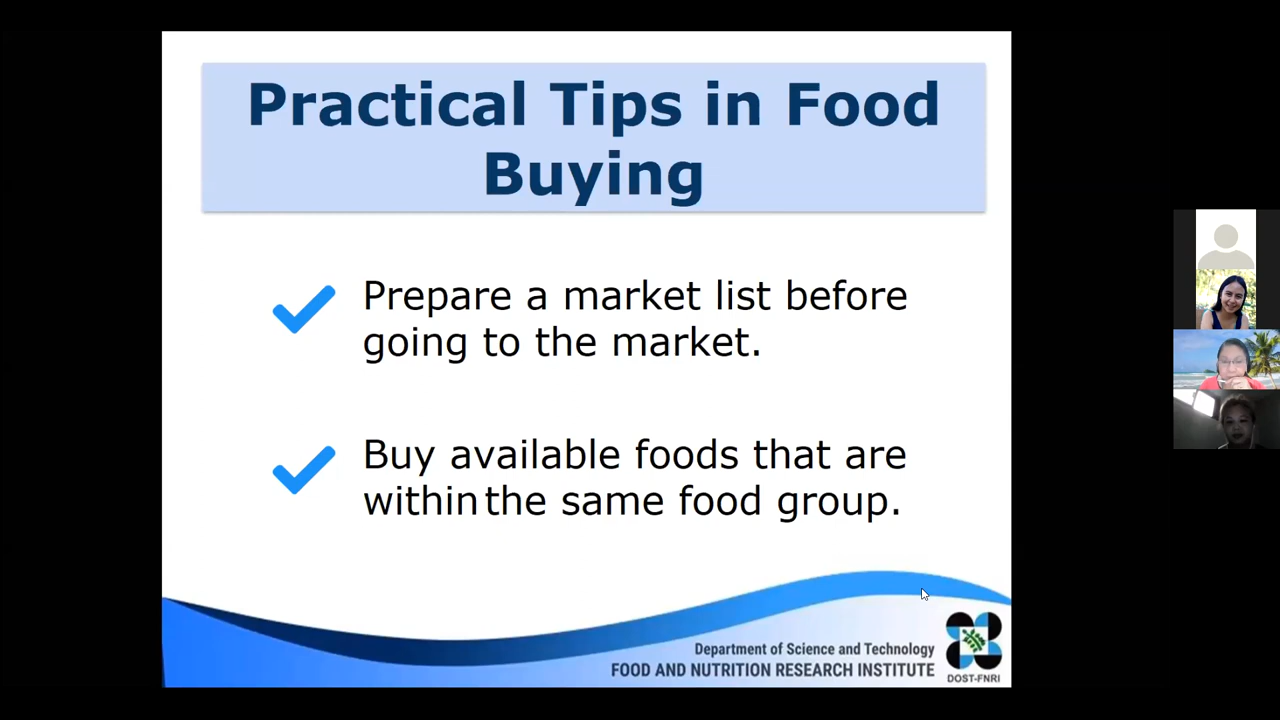 Practical Tips in Food
Buying
Prepare a market list before
going to the market.
Buy available foods that are
within the same food group.
Department of Science and Technology
FOOD AND NUTRITION RESEARCH INSTITUTE
DOST-FNRI